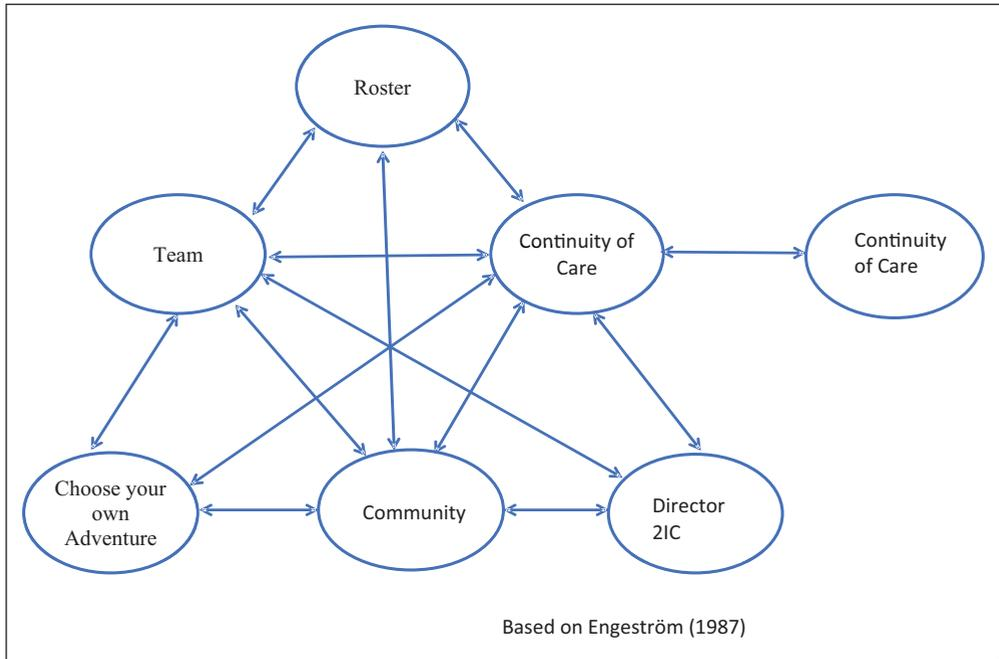 Roster
Team
Continuity of
Care
Continuity
of Care
Choose your
own
Adventure
Community
Director
2IC
Based on Engeström (1987)